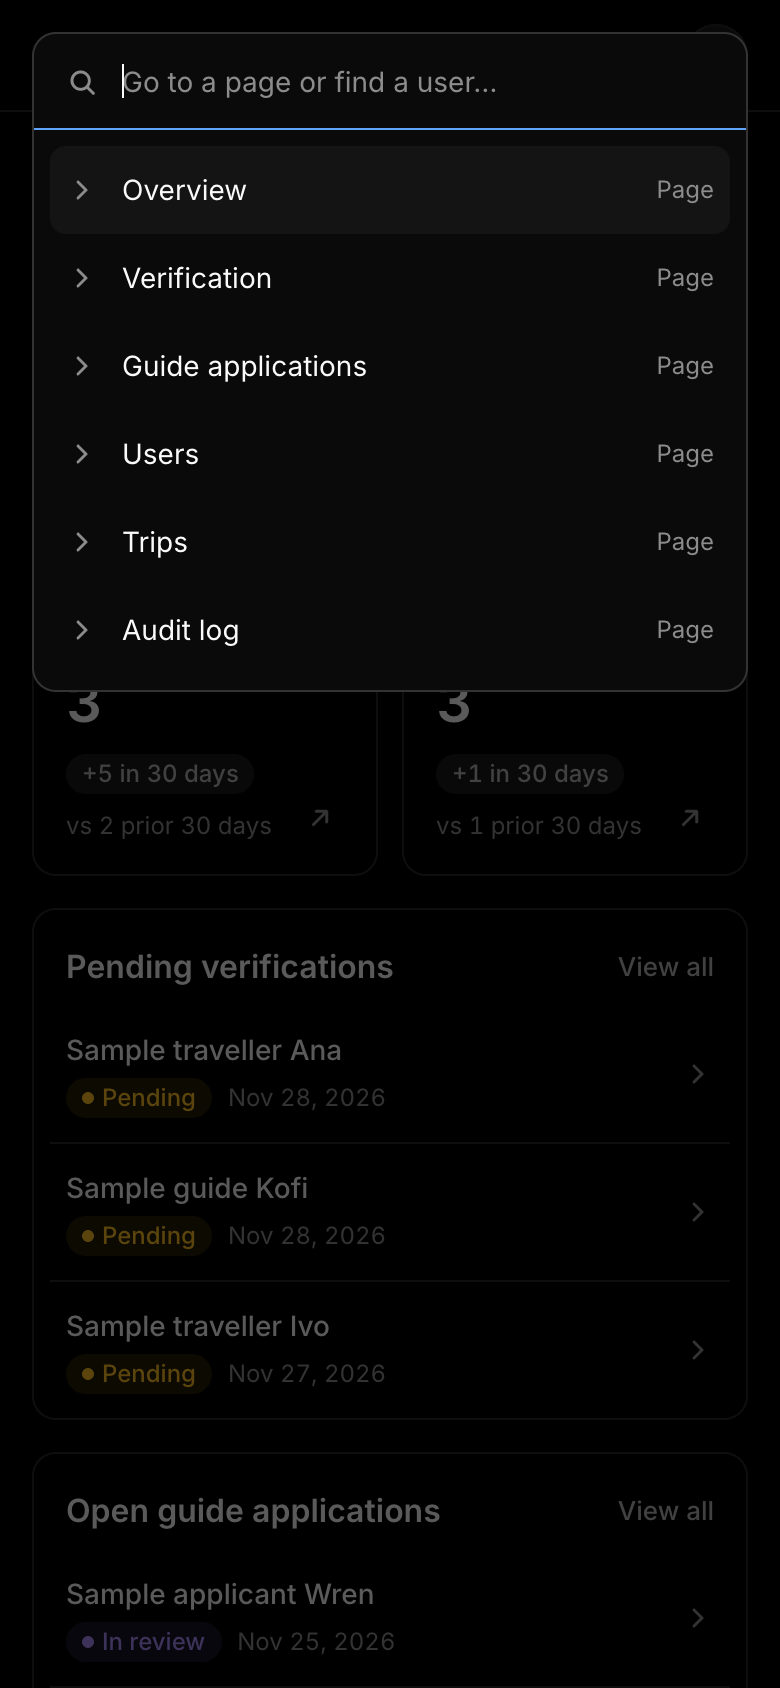 Go to a page or find a user...
Overview Page
Verification Page
Guide applications Page
Users Page
Trips Page
Audit log Page
3 3
+5 in 30 days +1 in 30 days
vs 2 prior 30 days vs 1 prior 30 days
Pending verifications View all
Sample traveller Ana
Pending Nov 28, 2026
Sample guide Kofi
Pending Nov 28, 2026
Sample traveller Ivo
Pending Nov 27, 2026
Open guide applications View all
Sample applicant Wren
In review Nov 25, 2026